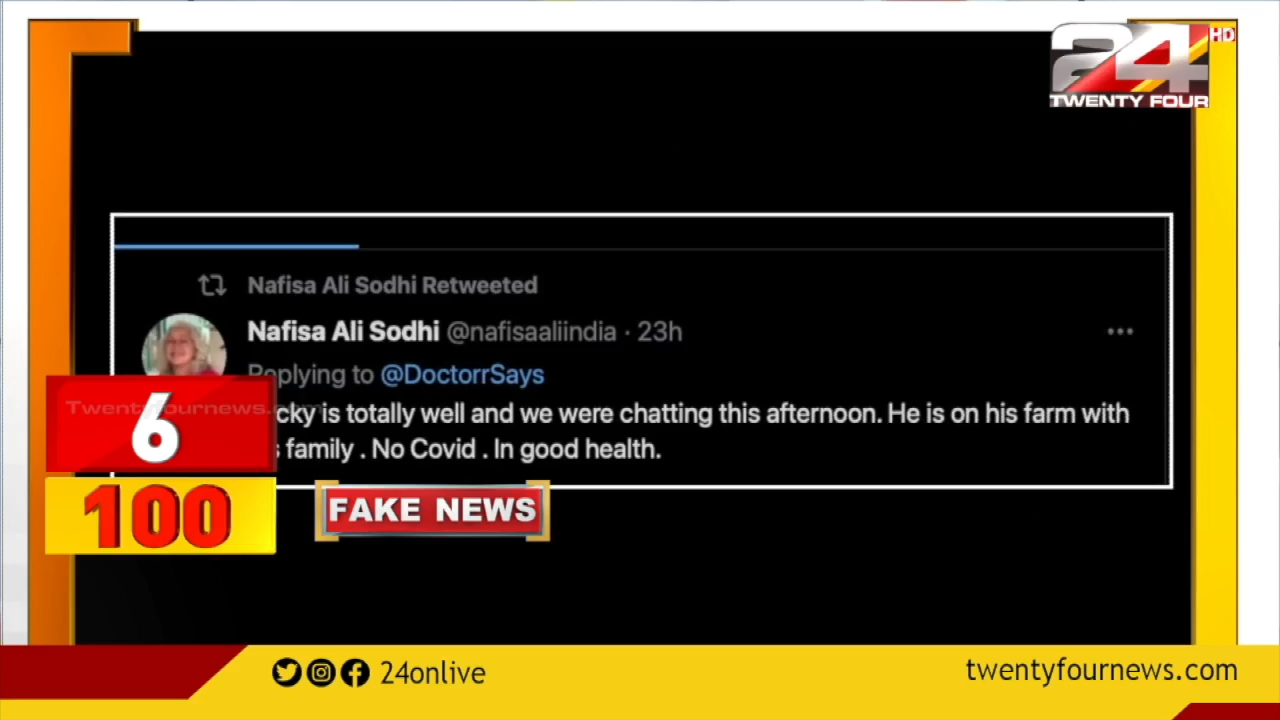 24 HD
TWENTY FOUR
Nafisa Ali Sodhi Retweeted
Nafisa Ali Sodhi @nafisaaliindia · 23h
Replying to @DoctorrSays
cky is totally well and we were chatting this afternoon. He is on his farm with
s family . No Covid . In good health.
Twentyfournews.com
6
100
FAKE NEWS
24onlive
twentyfournews.com